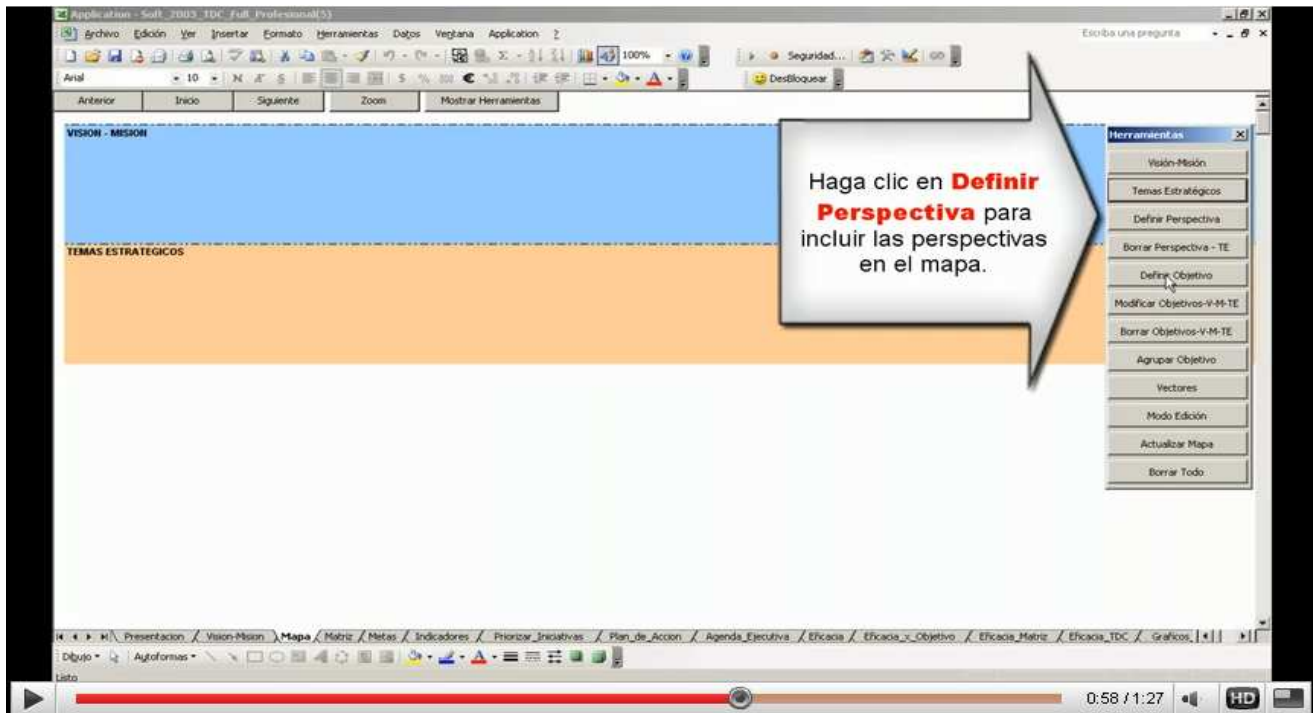 Application - Soft_2003_TDC_Full_Profesional(5)
Archivo Edición Ver Insertar Formato Herramientas Datos Ventana Application ? Escriba una pregunta
100% Seguridad...
Arial 10 N K S € A DesBloquear
Anterior Inicio Siguiente Zoom Mostrar Herramientas
VISION - MISION
Haga clic en Definir
Perspectiva para
incluir las perspectivas
en el mapa.
Herramientas
Visión-Misión
Temas Estratégicos
Definir Perspectiva
Borrar Perspectiva - TE
Definir Objetivo
Modificar Objetivos-V-M-TE
Borrar Objetivos-V-M-TE
Agrupar Objetivo
Vectores
Modo Edición
Actualizar Mapa
Borrar Todo
TEMAS ESTRATEGICOS
Presentacion / Vision-Mision / Mapa / Matriz / Metas / Indicadores / Priorizar_Iniciativas / Plan_de_Accion / Agenda_Ejecutiva / Eficacia / Eficacia_x_Objetivo / Eficacia_Matriz / Eficacia_TDC / Graficos_
Dibujo Autoformas
Listo
0:58 / 1:27 HD